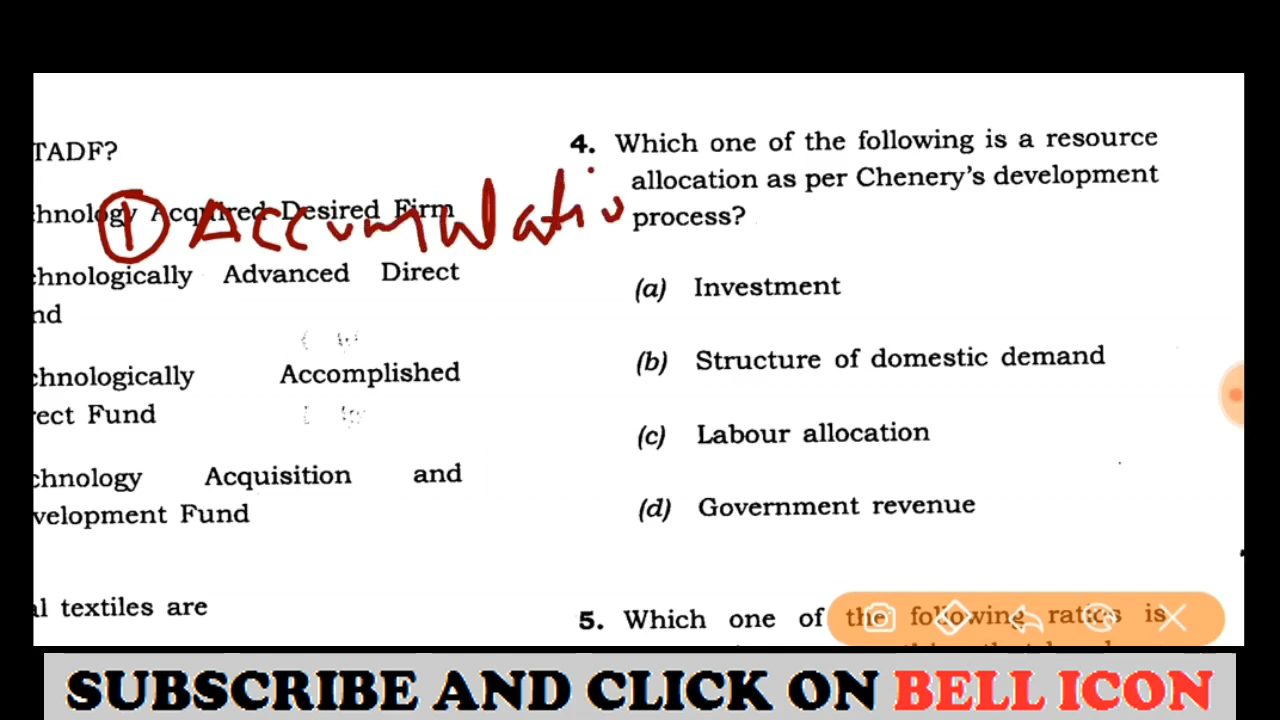 TADF?
chnology Acquired Desired Firm
① Accumulatio
chnologically Advanced Direct
nd
chnologically Accomplished
rect Fund
chnology Acquisition and
velopment Fund
al textiles are
4. Which one of the following is a resource
allocation as per Chenery's development
process?
(a) Investment
(b) Structure of domestic demand
(c) Labour allocation
(d) Government revenue
5. Which one of the following ratios is
SUBSCRIBE AND CLICK ON BELL ICON